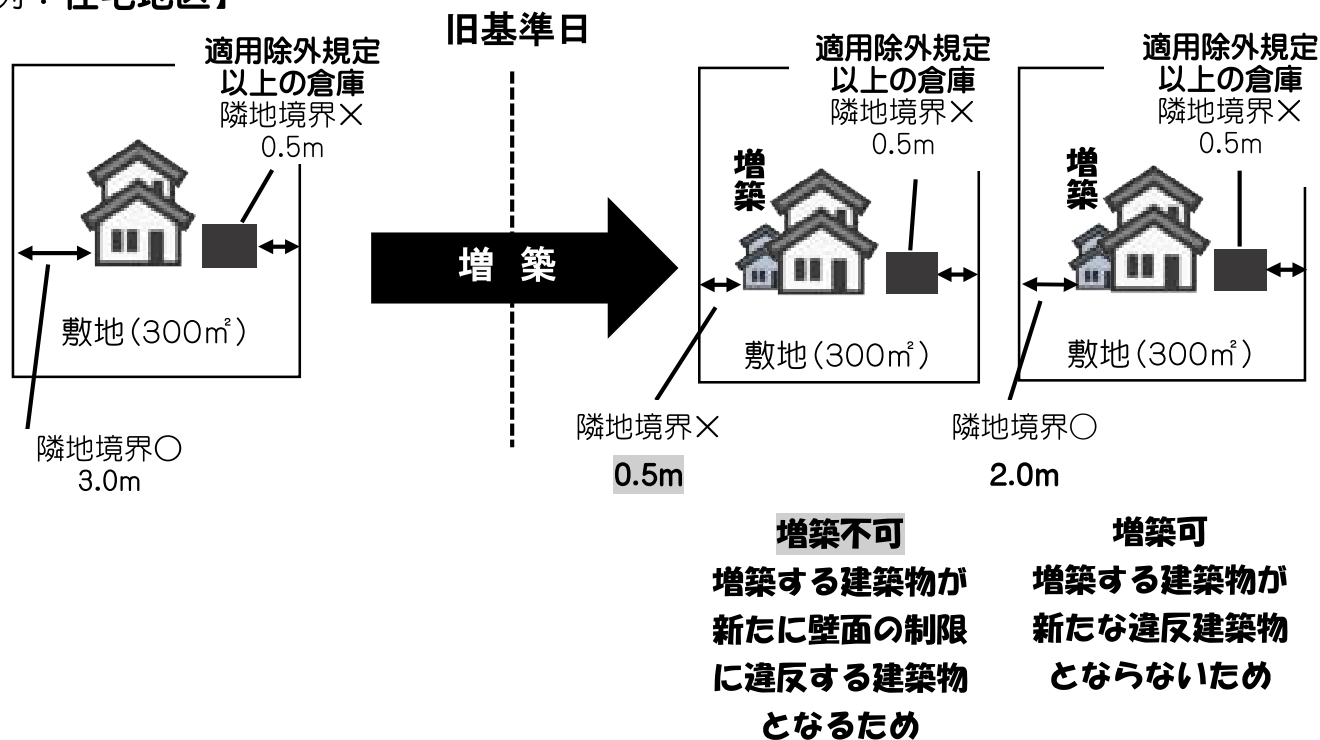 ：住宅地区】
旧基準日
適用除外規定
以上の倉庫
隣地境界×
0.5m
敷地（300㎡）
隣地境界○
3.0m
増 築
適用除外規定
以上の倉庫
隣地境界×
0.5m
増築
敷地（300㎡）
隣地境界×
0.5m
増築不可
増築する建築物が
新たに壁面の制限
に違反する建築物
となるため
適用除外規定
以上の倉庫
隣地境界×
0.5m
増築
敷地（300㎡）
隣地境界○
2.0m
増築可
増築する建築物が
新たな違反建築物
とならないため